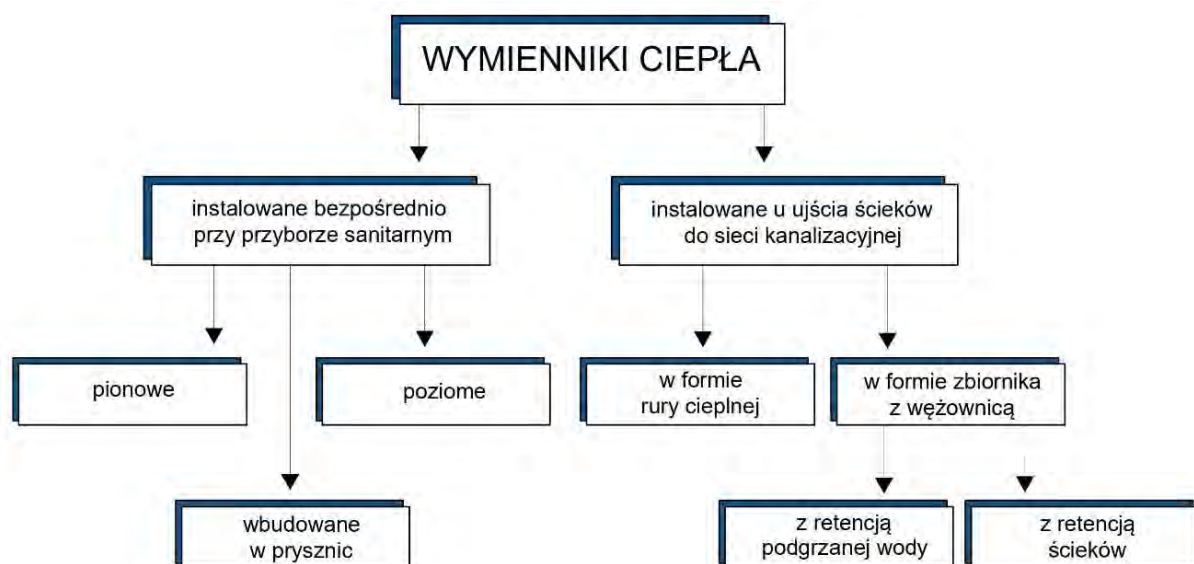 WYMIENNIKI CIEPŁA
instalowane bezpośrednio
przy przyborze sanitarnym
instalowane u ujścia ścieków
do sieci kanalizacyjnej
pionowe
poziome
w formie
rury cieplnej
w formie zbiornika
z wężownicą
wbudowane
w prysznic
z retencją
podgrzanej wody
z retencją
ścieków